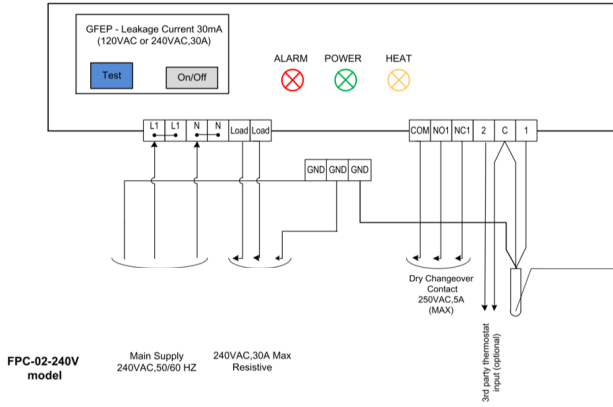 GFEP - Leakage Current 30mA
(120VAC or 240VAC,30A)
Test
On/Off
ALARM
POWER
HEAT
L1
L1
N
N
Load
Load
COM
NO1
NC1
2
C
1
GND
GND
GND
Dry Changeover
Contact
250VAC,5A
(MAX)
3rd party thermostat
input (optional)
FPC-02-240V
model
Main Supply
240VAC,50/60 HZ
240VAC,30A Max
Resistive